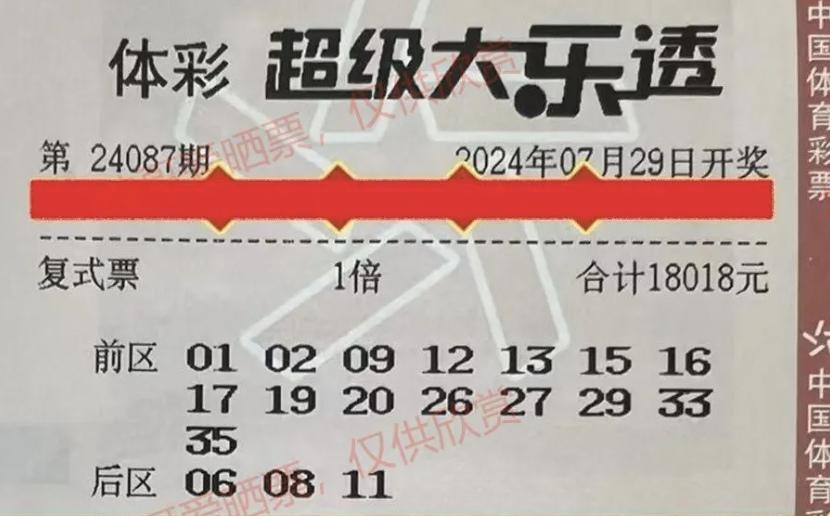 体彩 超级大乐透
第 24087期 2024年07月29日开奖
复式票 1倍 合计18018元
前区 01 02 09 12 13 15 16
17 19 20 26 27 29 33
35
后区 06 08 11
中国体育彩票
中国体育彩
晒票,仅供欣赏
晒票,仅供欣赏